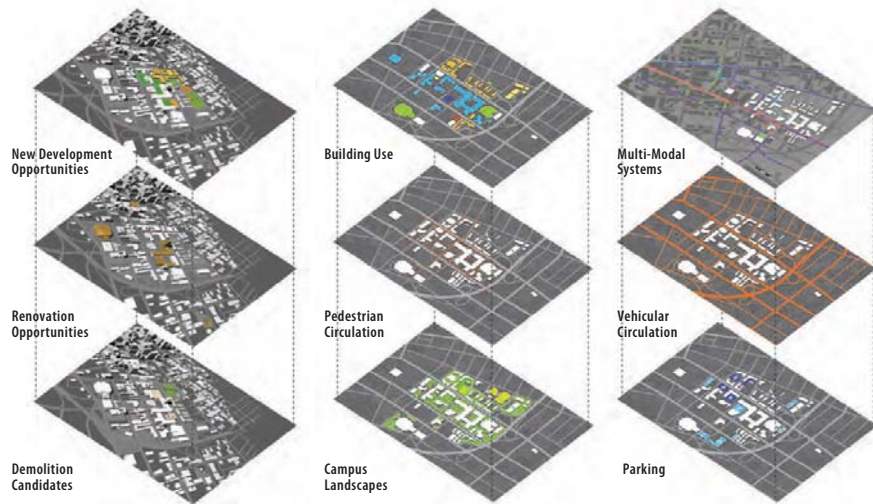 New Development
Opportunities
Building Use
Multi-Modal
Systems
Renovation
Opportunities
Pedestrian
Circulation
Vehicular
Circulation
Demolition
Candidates
Campus
Landscapes
Parking